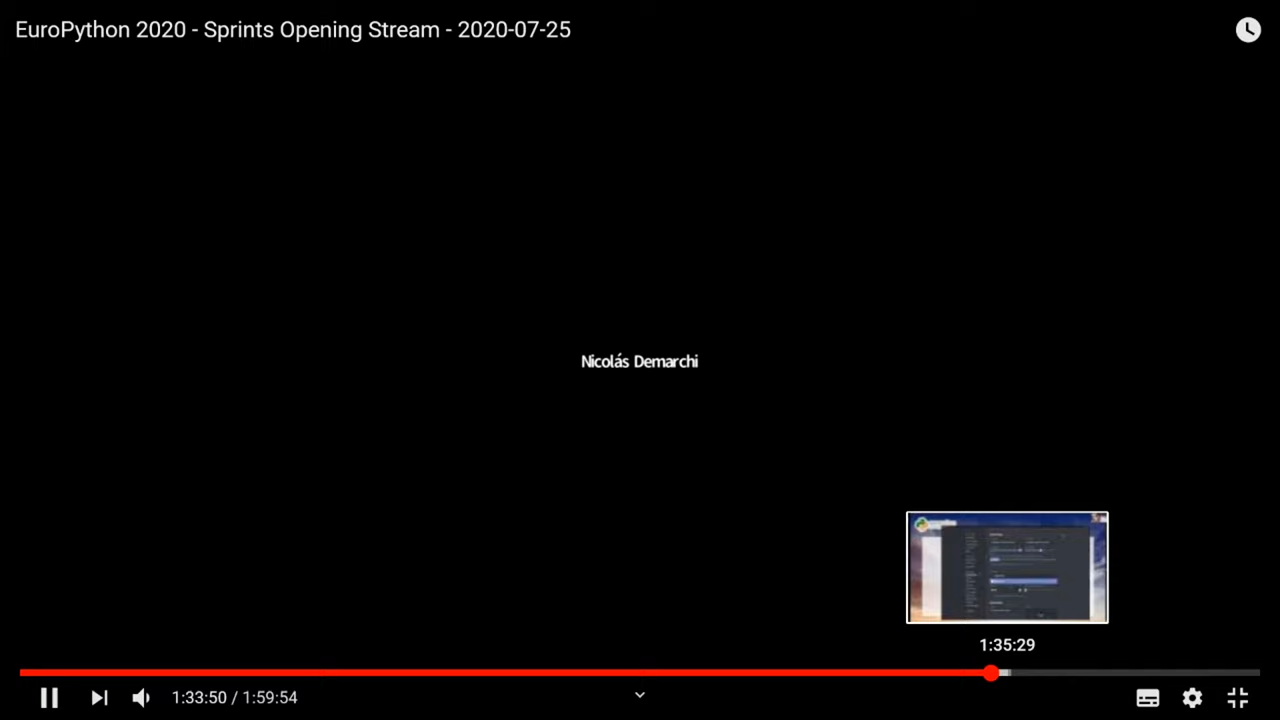 EuroPython 2020 - Sprints Opening Stream - 2020-07-25
Nicolás Demarchi
1:35:29
1:33:50 / 1:59:54